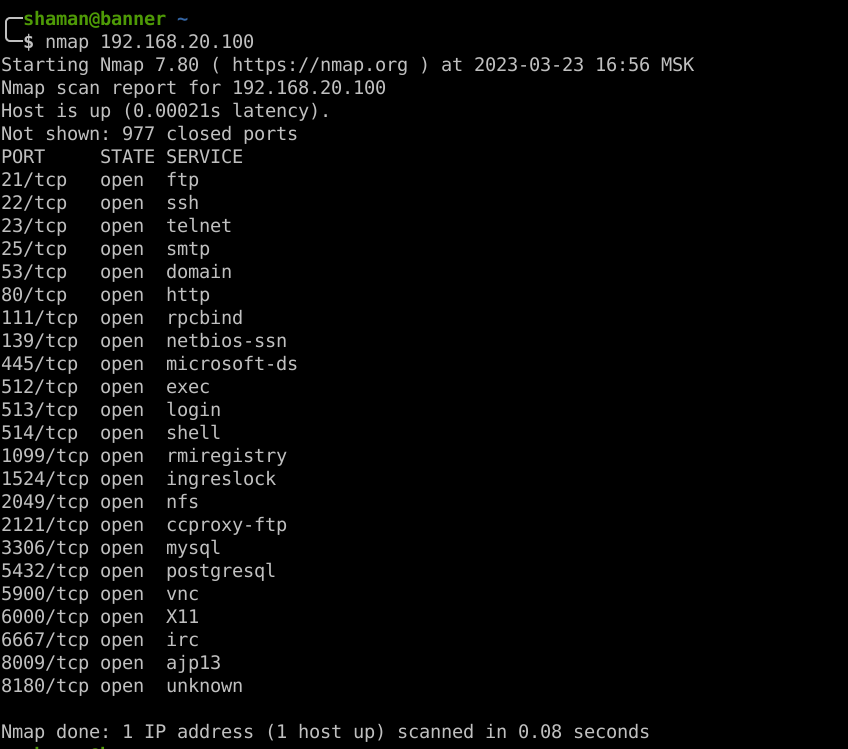 shaman@banner ~
$ nmap 192.168.20.100
Starting Nmap 7.80 ( https://nmap.org ) at 2023-03-23 16:56 MSK
Nmap scan report for 192.168.20.100
Host is up (0.00021s latency).
Not shown: 977 closed ports
PORT     STATE SERVICE
21/tcp   open  ftp
22/tcp   open  ssh
23/tcp   open  telnet
25/tcp   open  smtp
53/tcp   open  domain
80/tcp   open  http
111/tcp  open  rpcbind
139/tcp  open  netbios-ssn
445/tcp  open  microsoft-ds
512/tcp  open  exec
513/tcp  open  login
514/tcp  open  shell
1099/tcp open  rmiregistry
1524/tcp open  ingreslock
2049/tcp open  nfs
2121/tcp open  ccproxy-ftp
3306/tcp open  mysql
5432/tcp open  postgresql
5900/tcp open  vnc
6000/tcp open  X11
6667/tcp open  irc
8009/tcp open  ajp13
8180/tcp open  unknown
Nmap done: 1 IP address (1 host up) scanned in 0.08 seconds